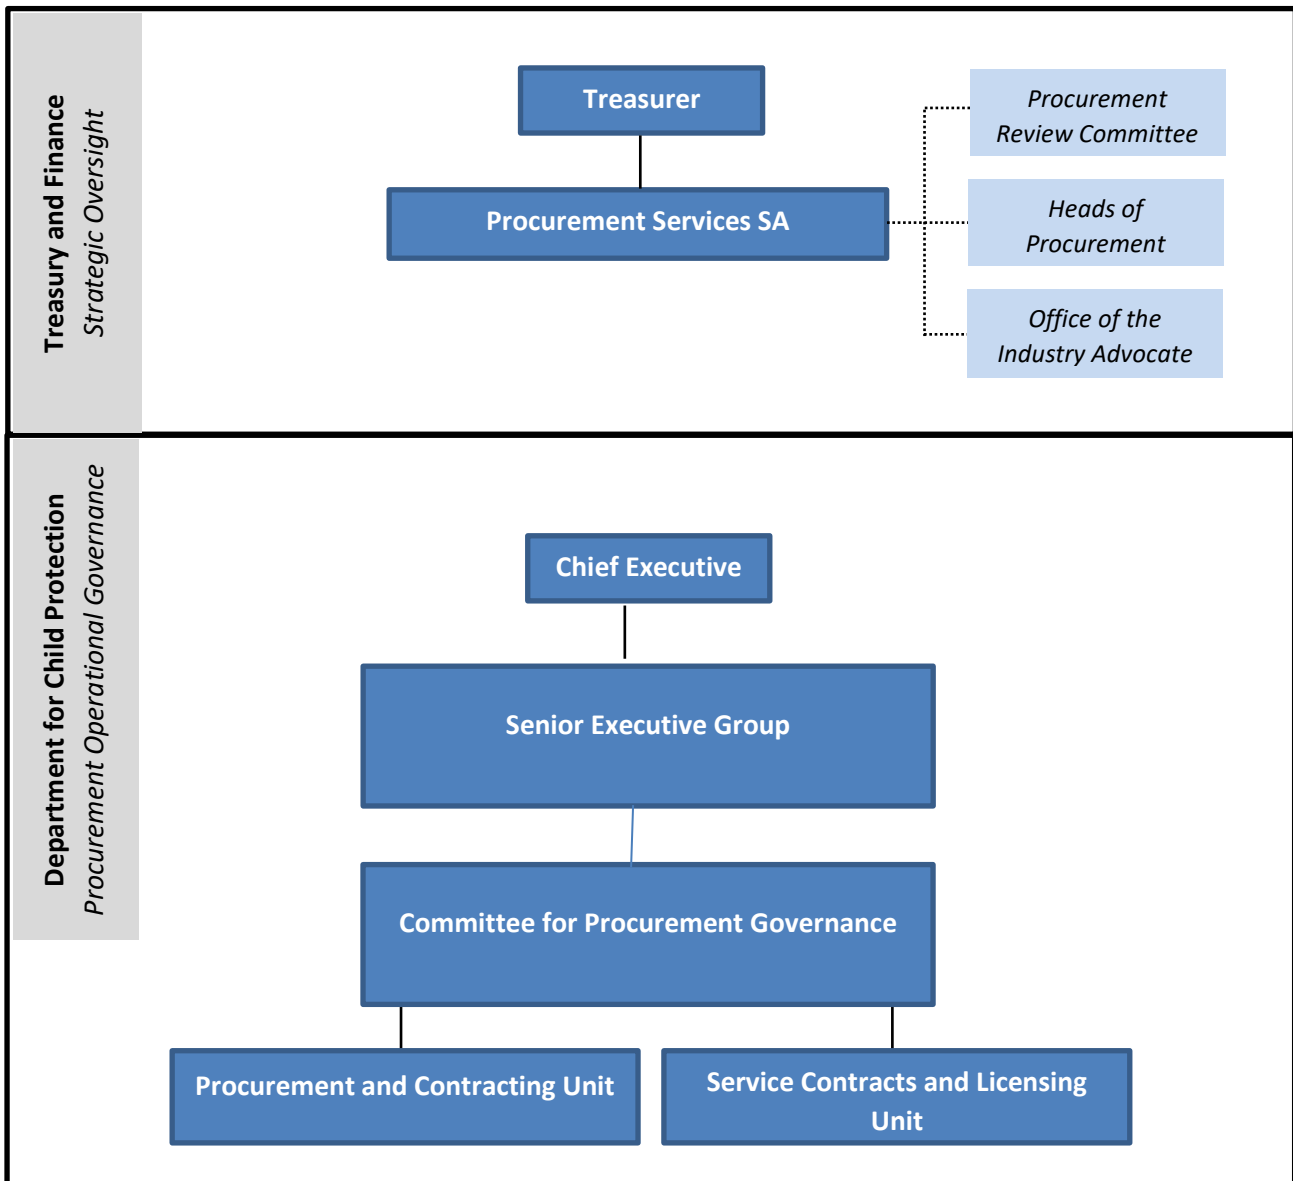 Treasury and Finance
Strategic Oversight
Treasurer
Procurement Services SA
Procurement
Review Committee
Heads of
Procurement
Office of the
Industry Advocate
Department for Child Protection
Procurement Operational Governance
Chief Executive
Senior Executive Group
Committee for Procurement Governance
Procurement and Contracting Unit
Service Contracts and Licensing
Unit